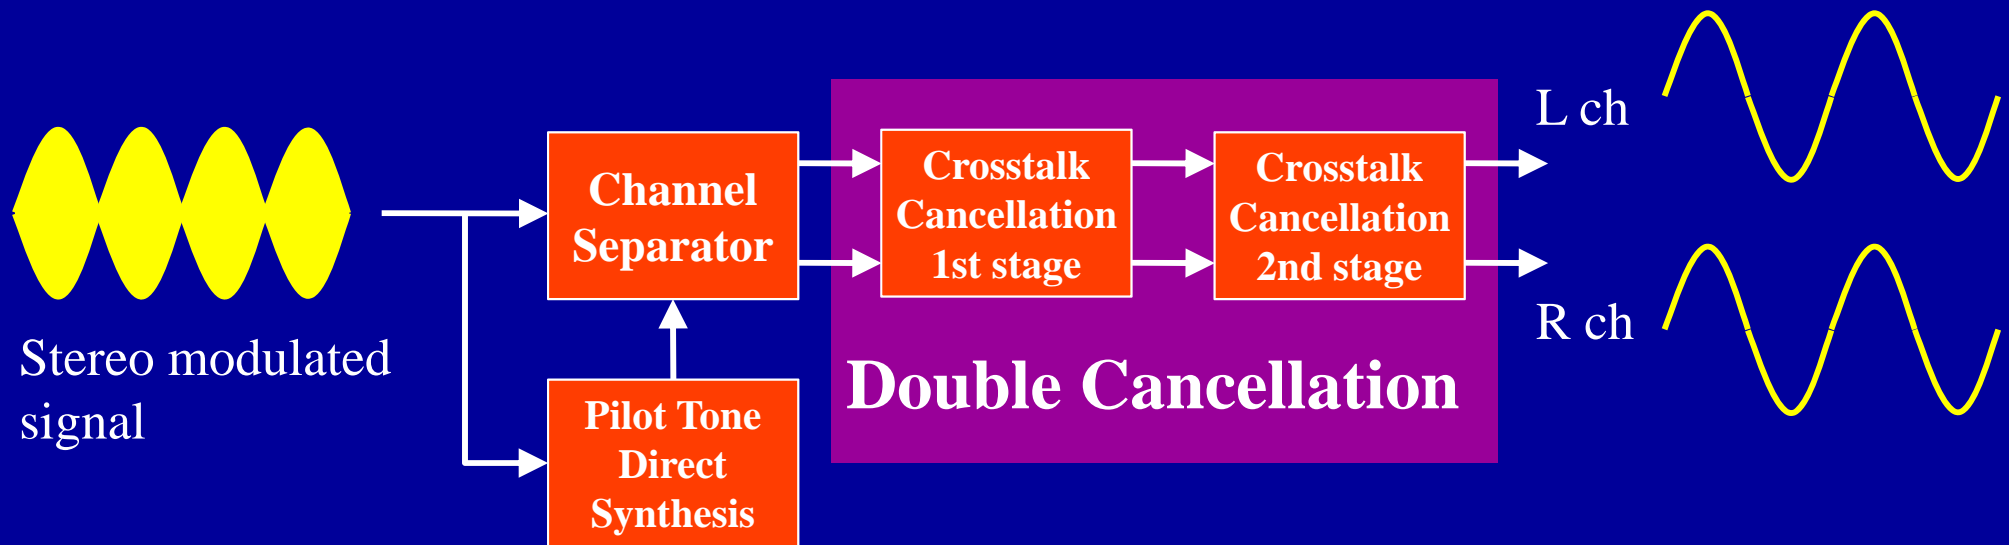 Stereo modulated
signal
Channel
Separator
Pilot Tone
Direct
Synthesis
Crosstalk
Cancellation
1st stage
Crosstalk
Cancellation
2nd stage
Double Cancellation
L ch
R ch